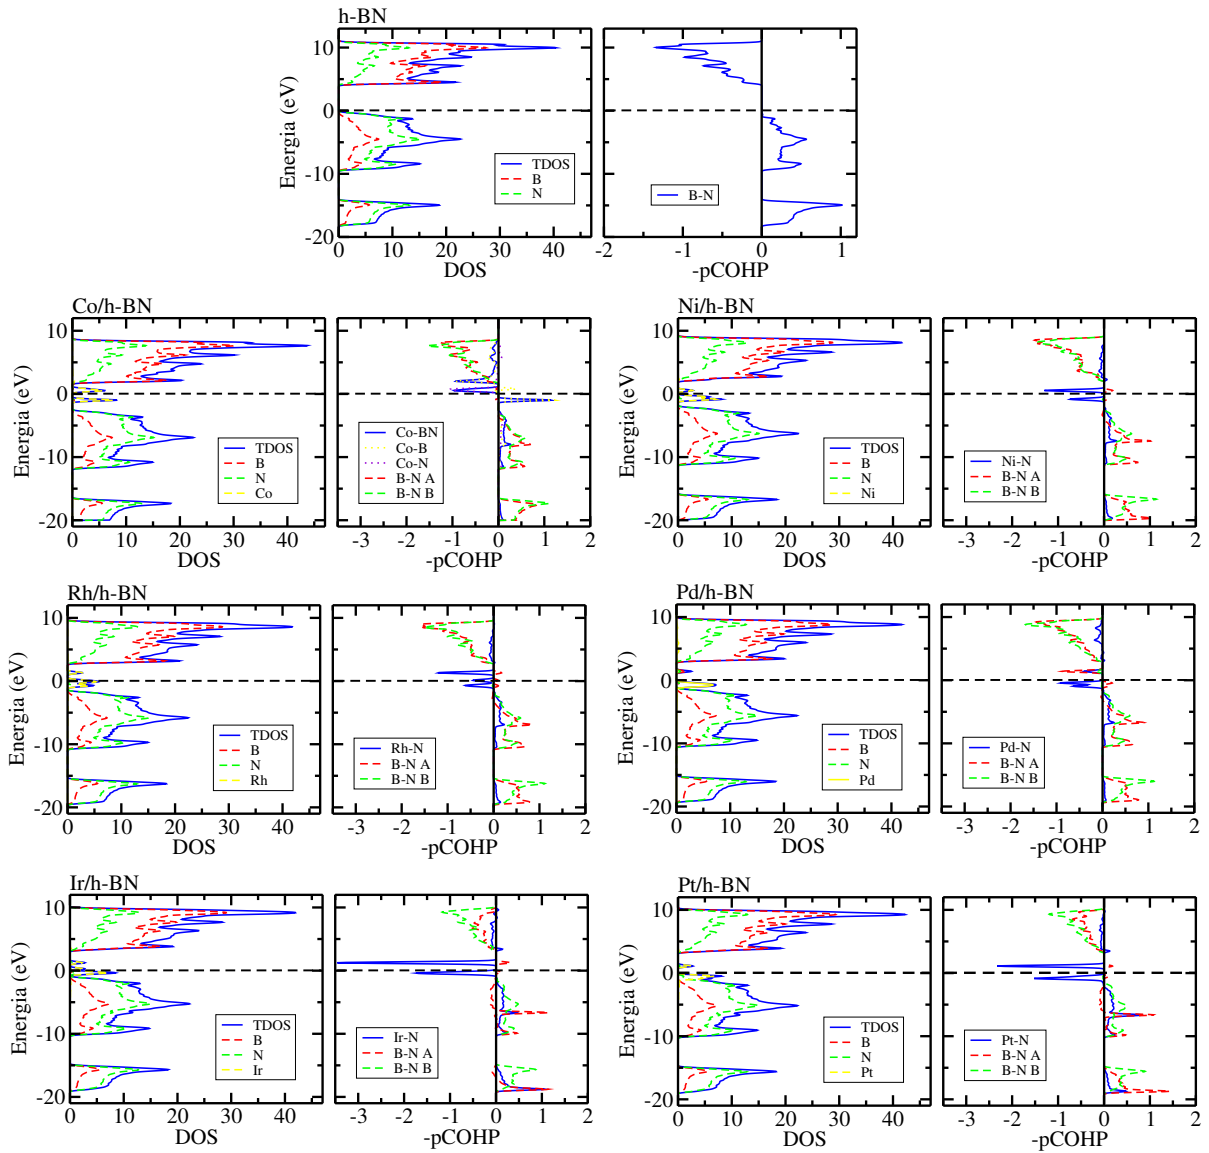 h-BN
Energia (eV)
10
0
-10
-20
TDOS
B
N
0 10 20 30 40
DOS
B-N
-2 -1 0 1
-pCOHP
Co/h-BN
Energia (eV)
10
0
-10
-20
TDOS
B
N
Co
0 10 20 30 40
DOS
Co-BN
Co-B
Co-N
B-N A
B-N B
-3 -2 -1 0 1 2
-pCOHP
Ni/h-BN
Energia (eV)
10
0
-10
-20
TDOS
B
N
Ni
0 10 20 30 40
DOS
Ni-N
B-N A
B-N B
-3 -2 -1 0 1 2
-pCOHP
Rh/h-BN
Energia (eV)
10
0
-10
-20
TDOS
B
N
Rh
0 10 20 30 40
DOS
Rh-N
B-N A
B-N B
-3 -2 -1 0 1 2
-pCOHP
Pd/h-BN
Energia (eV)
10
0
-10
-20
TDOS
B
N
Pd
0 10 20 30 40
DOS
Pd-N
B-N A
B-N B
-3 -2 -1 0 1 2
-pCOHP
Ir/h-BN
Energia (eV)
10
0
-10
-20
TDOS
B
N
Ir
0 10 20 30 40
DOS
Ir-N
B-N A
B-N B
-3 -2 -1 0 1 2
-pCOHP
Pt/h-BN
Energia (eV)
10
0
-10
-20
TDOS
B
N
Pt
0 10 20 30 40
DOS
Pt-N
B-N A
B-N B
-3 -2 -1 0 1 2
-pCOHP